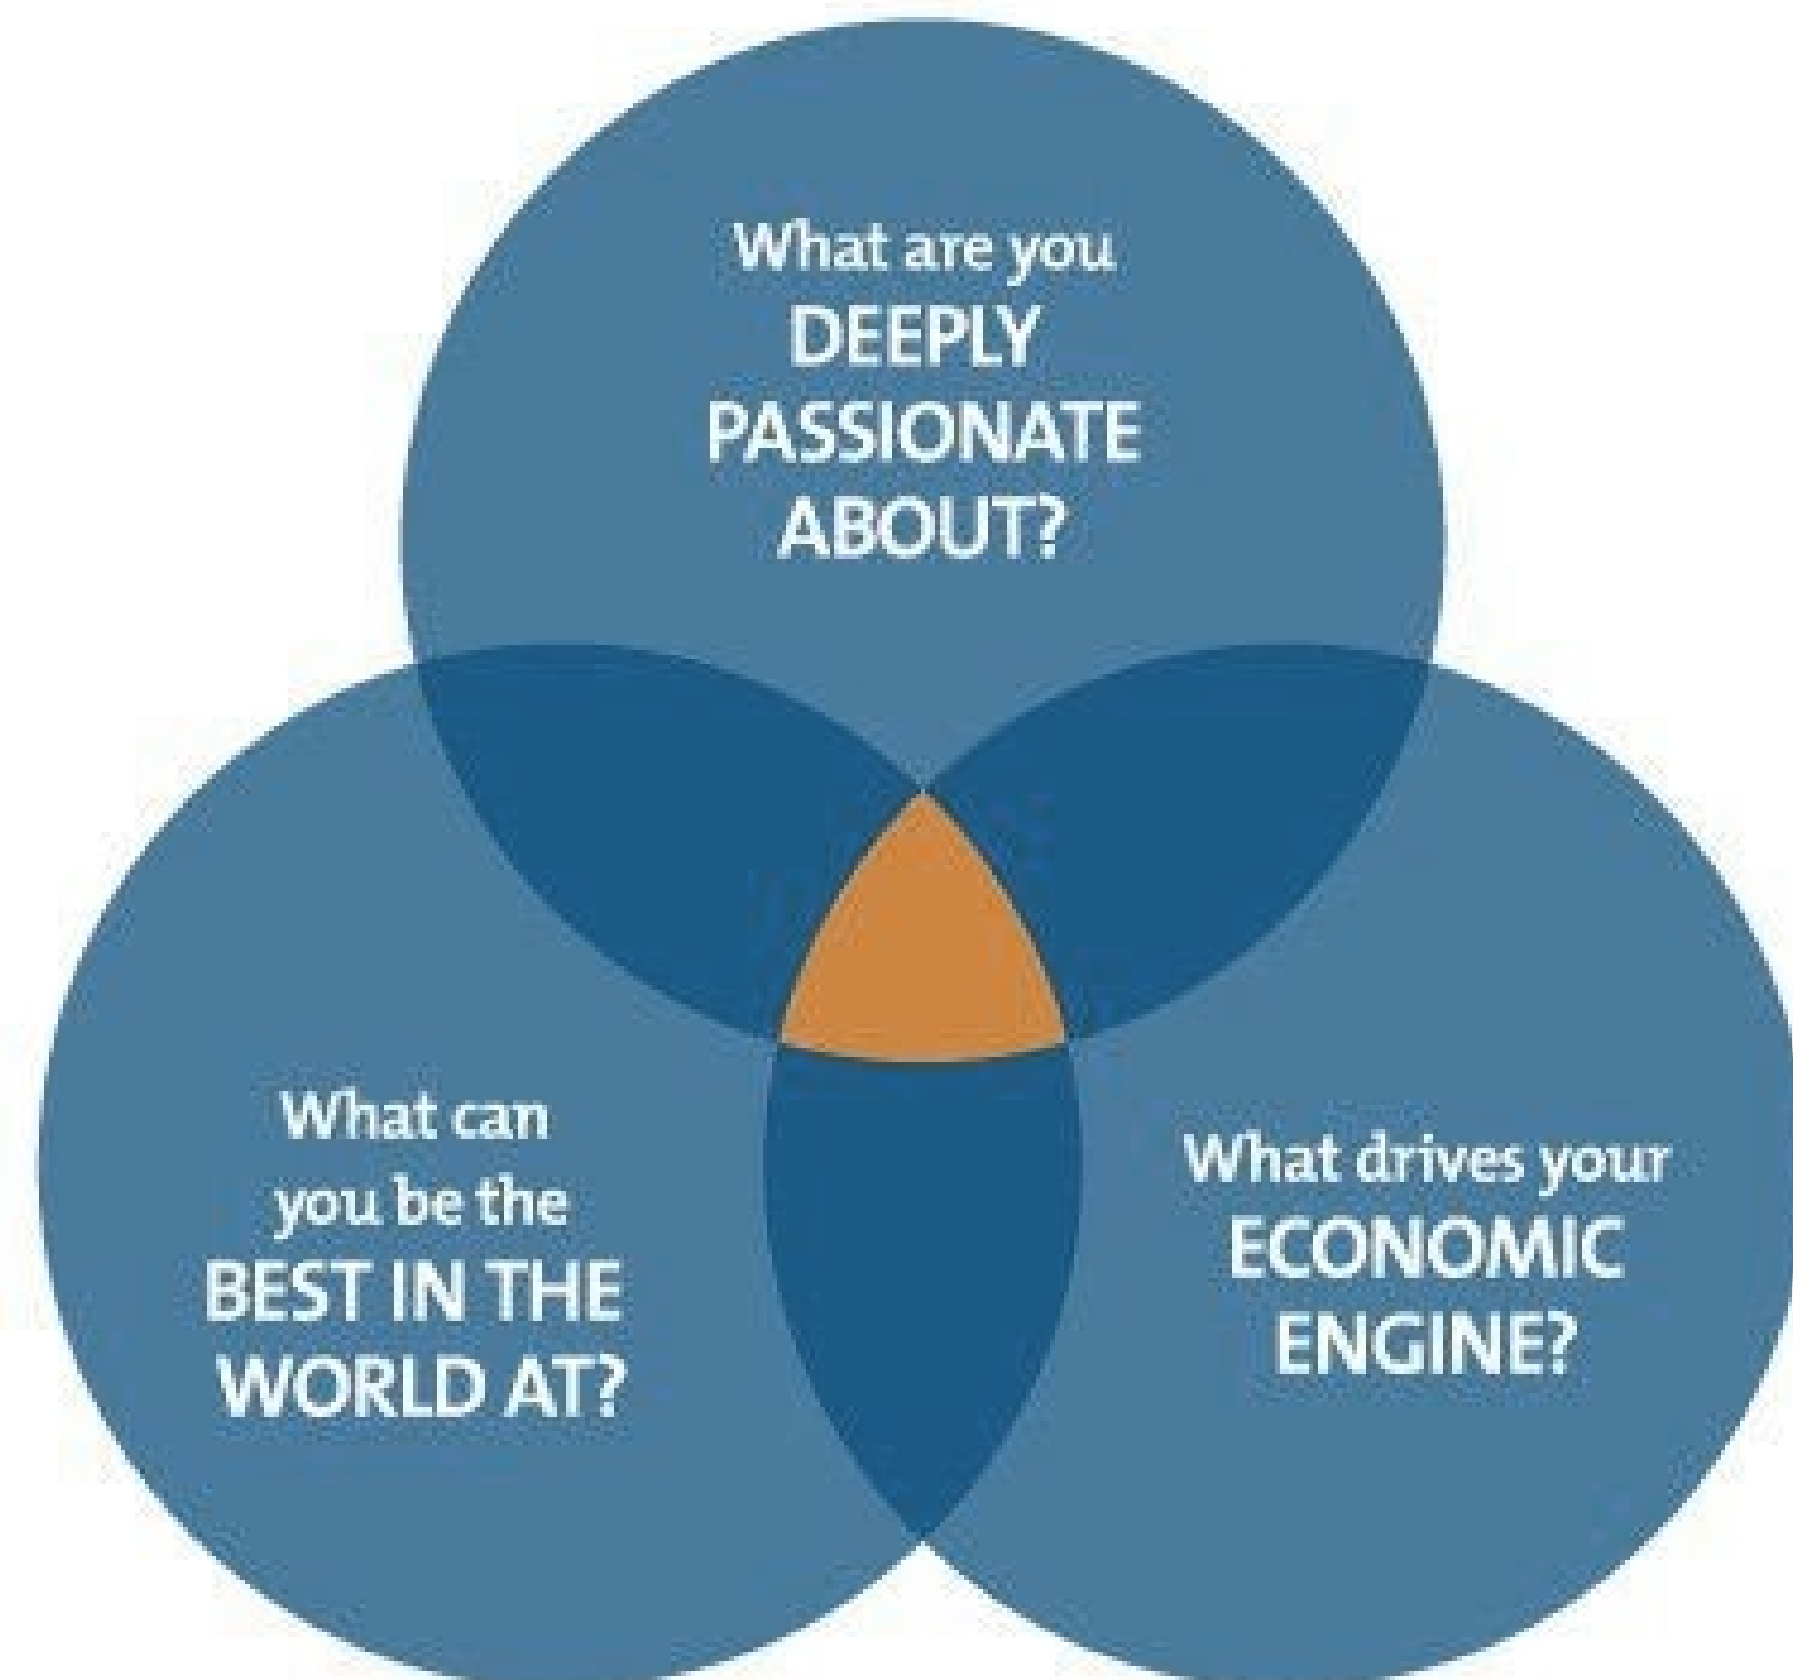 What are you
DEEPLY
PASSIONATE
ABOUT?
What can
you be the
BEST IN THE
WORLD AT?
What drives your
ECONOMIC
ENGINE?